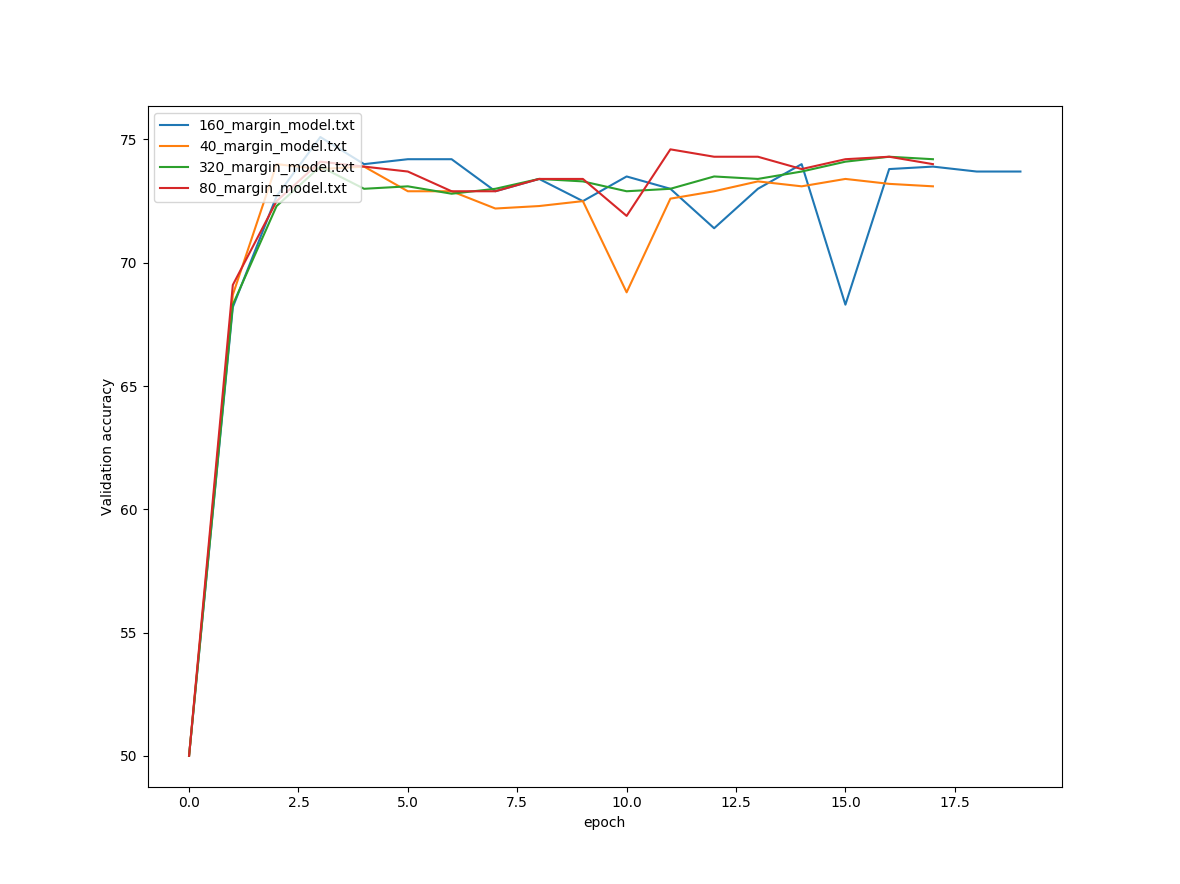 160_margin_model.txt
40_margin_model.txt
320_margin_model.txt
80_margin_model.txt
75
70
65
60
55
50
Validation accuracy
0.0 2.5 5.0 7.5 10.0 12.5 15.0 17.5
epoch